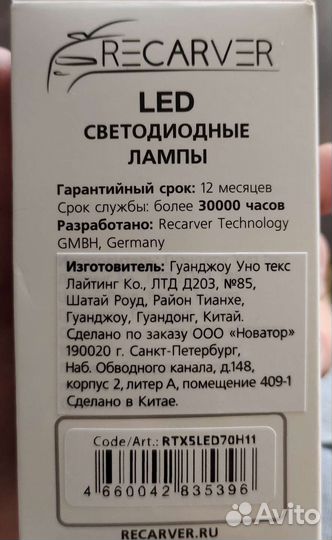 RECARVER
LED
СВЕТОДИОДНЫЕ
ЛАМПЫ
Гарантийный срок: 12 месяцев
Срок службы: более 30000 часов
Разработано: Recarver Technology
GMBH, Germany
Изготовитель: Гуанджоу Уно текс
Лайтинг Ко., ЛТД Д203, №85,
Шатай Роуд, Район Тианхе,
Гуанджоу, Гуандонг, Китай.
Сделано по заказу ООО «Новатор»
190020 г. Санкт-Петербург,
Наб. Обводного канала, д.148,
корпус 2, литер А, помещение 409-1
Сделано в Китае.
Code/Art.: RTX5LED70H11
4 660042 835396
RECARVER.RU
Avito